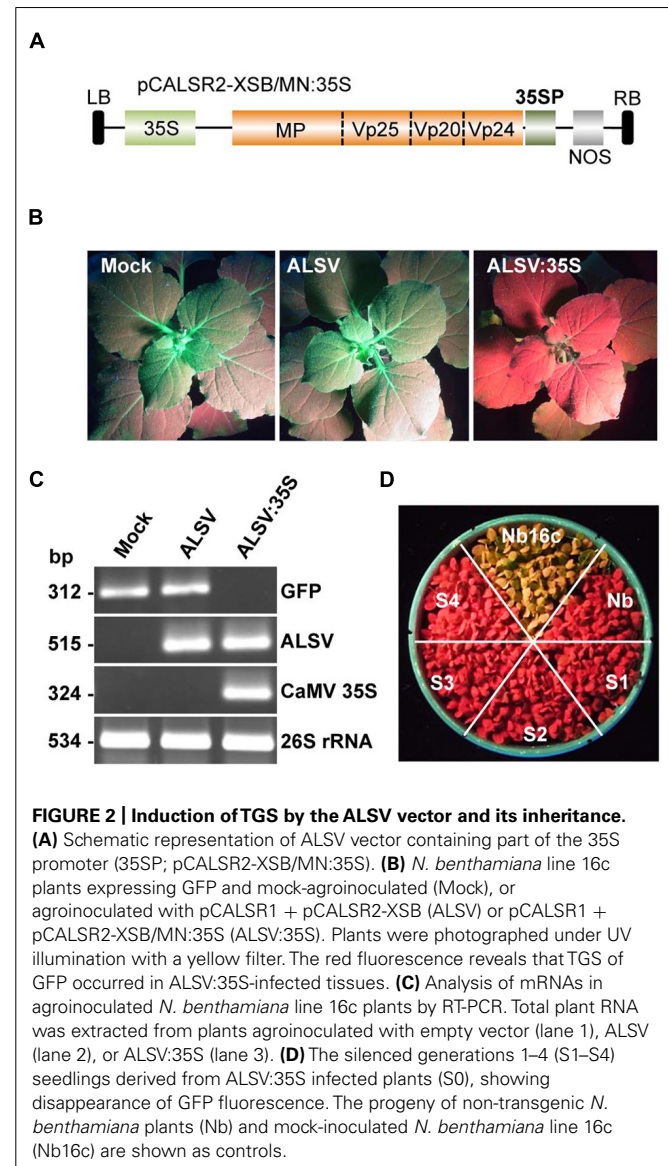 A
pCALSR2-XSB/MN:35S
LB
35SP
RB
35S
MP
Vp25
Vp20
Vp24
NOS
B
Mock
ALSV
ALSV:35S
C
D
bp
Mock
ALSV
ALSV:35S
312 -
GFP
515 -
ALSV
324 -
CaMV 35S
534 -
26S rRNA
Nb16c
Nb
S4
S3
S2
S1
FIGURE 2 | Induction of TGS by the ALSV vector and its inheritance.
(A) Schematic representation of ALSV vector containing part of the 35S
promoter (35SP; pCALSR2-XSB/MN:35S). (B) N. benthamiana line 16c
plants expressing GFP and mock-agroinoculated (Mock), or
agroinoculated with pCALSR1 + pCALSR2-XSB (ALSV) or pCALSR1 +
pCALSR2-XSB/MN:35S (ALSV:35S). Plants were photographed under UV
illumination with a yellow filter. The red fluorescence reveals that TGS of
GFP occurred in ALSV:35S-infected tissues. (C) Analysis of mRNAs in
agroinoculated N. benthamiana line 16c plants by RT-PCR. Total plant RNA
was extracted from plants agroinoculated with empty vector (lane 1), ALSV
(lane 2), or ALSV:35S (lane 3). (D) The silenced generations 1–4 (S1–S4)
seedlings derived from ALSV:35S infected plants (S0), showing
disappearance of GFP fluorescence. The progeny of non-transgenic N.
benthamiana plants (Nb) and mock-inoculated N. benthamiana line 16c
(Nb16c) are shown as controls.